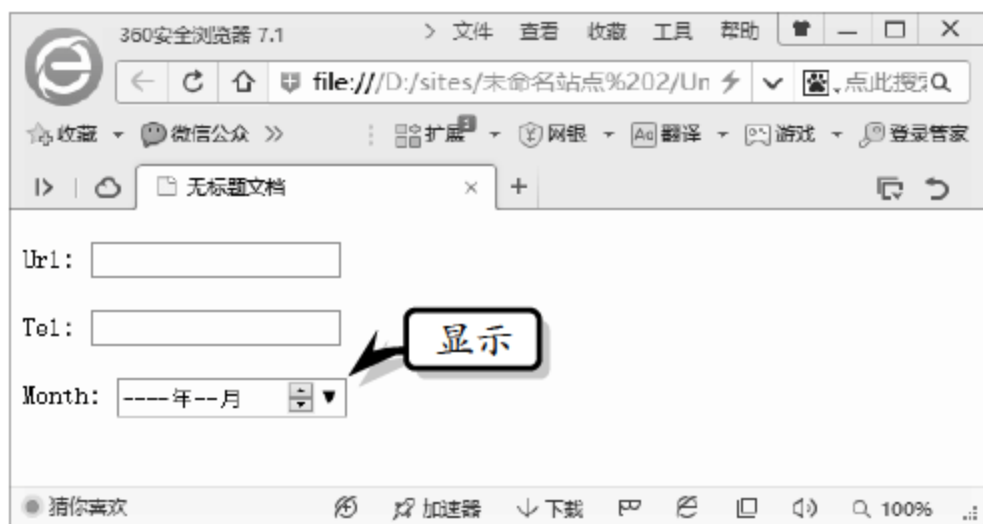 360安全浏览器 7.1 > 文件 查看 收藏 工具 帮助
file:///D:/sites/未命名站点%202/Un 点此搜
收藏 微信公众 >> 扩展 网银 Aa 翻译 游戏 登录管家
无标题文档
Url:
Tel:
显示
Month: ----年--月
猜你喜欢 加速器 下载 100%